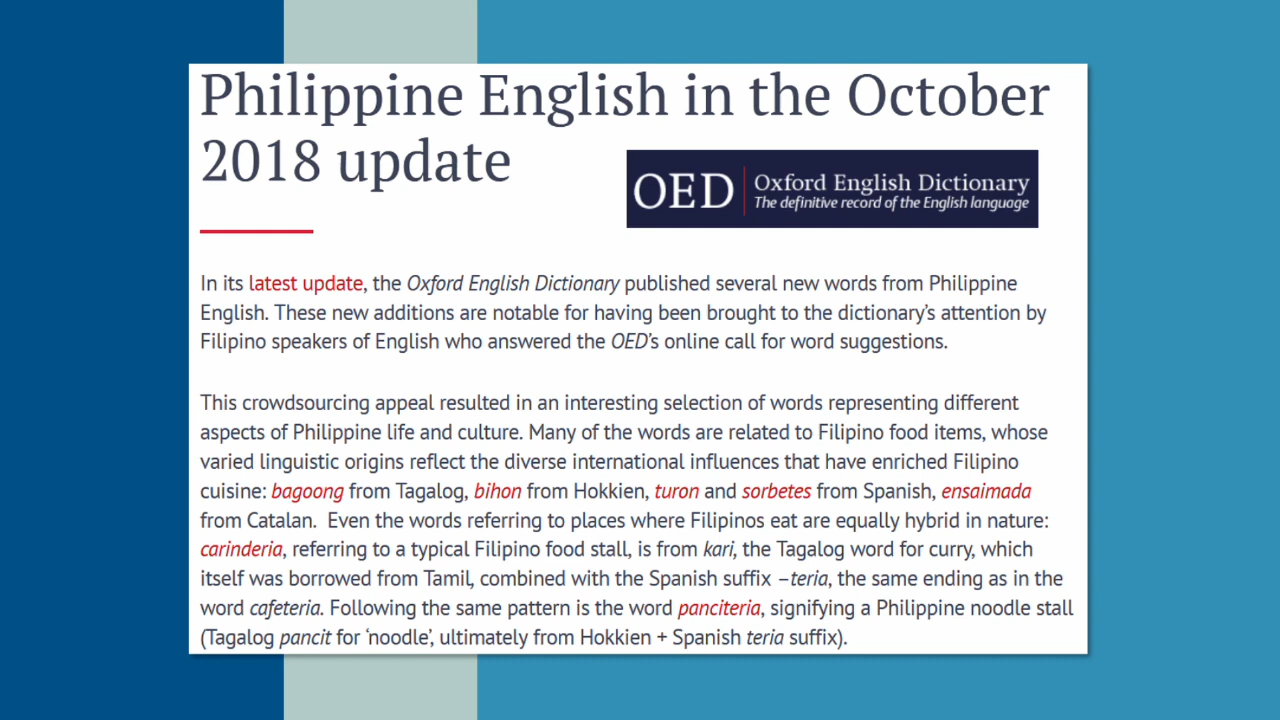 Philippine English in the October
2018 update
OED
Oxford English Dictionary
The definitive record of the English language
In its latest update, the Oxford English Dictionary published several new words from Philippine
English. These new additions are notable for having been brought to the dictionary’s attention by
Filipino speakers of English who answered the OED’s online call for word suggestions.
This crowdsourcing appeal resulted in an interesting selection of words representing different
aspects of Philippine life and culture. Many of the words are related to Filipino food items, whose
varied linguistic origins reflect the diverse international influences that have enriched Filipino
cuisine: bagoong from Tagalog, bihon from Hokkien, turon and sorbetes from Spanish, ensaimada
from Catalan.  Even the words referring to places where Filipinos eat are equally hybrid in nature:
carinderia, referring to a typical Filipino food stall, is from kari, the Tagalog word for curry, which
itself was borrowed from Tamil, combined with the Spanish suffix –teria, the same ending as in the
word cafeteria. Following the same pattern is the word panciteria, signifying a Philippine noodle stall
(Tagalog pancit for ‘noodle’, ultimately from Hokkien + Spanish teria suffix).